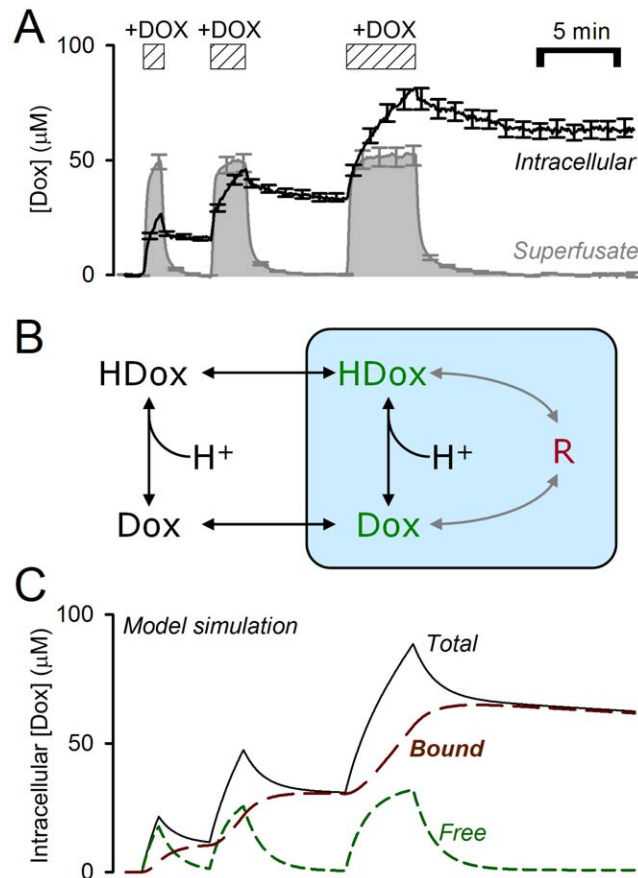 A
+DOX +DOX +DOX 5 min
100
50
0
[Dox] (μM)
Intracellular
Superfusate
B
HDox HDox
H+ H+ R
Dox Dox
C
100
50
0
Intracellular [Dox] (μM)
Model simulation
Total
Bound
Free